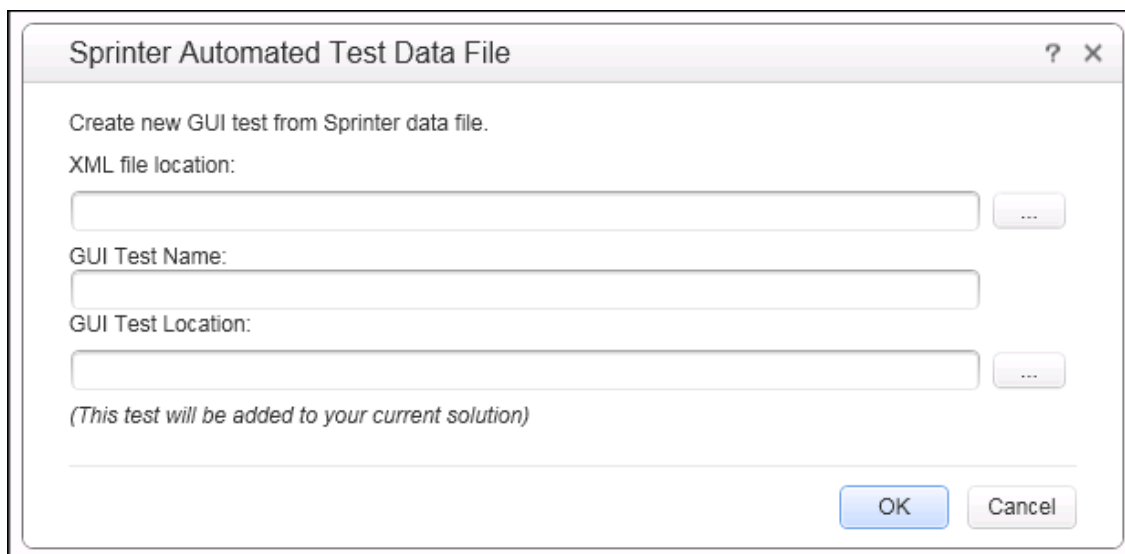 Sprinter Automated Test Data File ? ×
Create new GUI test from Sprinter data file.
XML file location:
...
GUI Test Name:
GUI Test Location:
...
(This test will be added to your current solution)
OK Cancel